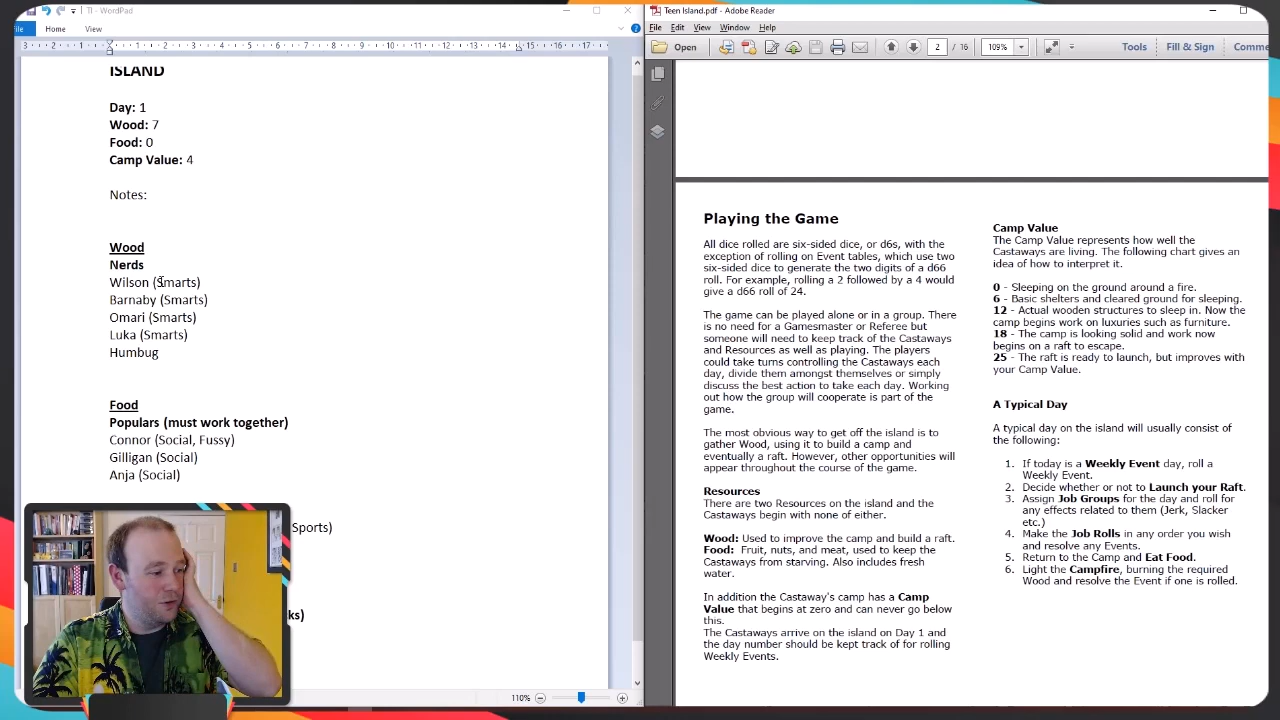 TI - WordPad
File
Home
View
3 2 1 1 2 3 4 5 6 7 8 9 10 11 12 13 14 15 16 17
ISLAND
Day: 1
Wood: 7
Food: 0
Camp Value: 4
Notes:
Wood
Nerds
Wilson (Smarts)
Barnaby (Smarts)
Omari (Smarts)
Luka (Smarts)
Humbug
Food
Populars (must work together)
Connor (Social, Fussy)
Gilligan (Social)
Anja (Social)
Sports)
ks)
110%
Teen Island.pdf - Adobe Reader
File Edit View Window Help
Open
2 / 16
109%
Tools
Fill & Sign
Comme
Playing the Game
All dice rolled are six-sided dice, or d6s, with the
exception of rolling on Event tables, which use two
six-sided dice to generate the two digits of a d66
roll. For example, rolling a 2 followed by a 4 would
give a d66 roll of 24.
The game can be played alone or in a group. There
is no need for a Gamesmaster or Referee but
someone will need to keep track of the Castaways
and Resources as well as playing. The players
could take turns controlling the Castaways each
day, divide them amongst themselves or simply
discuss the best action to take each day. Working
out how the group will cooperate is part of the
game.
The most obvious way to get off the island is to
gather Wood, using it to build a camp and
eventually a raft. However, other opportunities will
appear throughout the course of the game.
Resources
There are two Resources on the island and the
Castaways begin with none of either.
Wood: Used to improve the camp and build a raft.
Food: Fruit, nuts, and meat, used to keep the
Castaways from starving. Also includes fresh
water.
In addition the Castaway's camp has a Camp
Value that begins at zero and can never go below
this.
The Castaways arrive on the island on Day 1 and
the day number should be kept track of for rolling
Weekly Events.
Camp Value
The Camp Value represents how well the
Castaways are living. The following chart gives an
idea of how to interpret it.
0 - Sleeping on the ground around a fire.
6 - Basic shelters and cleared ground for sleeping.
12 - Actual wooden structures to sleep in. Now the
camp begins work on luxuries such as furniture.
18 - The camp is looking solid and work now
begins on a raft to escape.
25 - The raft is ready to launch, but improves with
your Camp Value.
A Typical Day
A typical day on the island will usually consist of
the following:
1. If today is a Weekly Event day, roll a
Weekly Event.
2. Decide whether or not to Launch your Raft.
3. Assign Job Groups for the day and roll for
any effects related to them (Jerk, Slacker
etc.)
4. Make the Job Rolls in any order you wish
and resolve any Events.
5. Return to the Camp and Eat Food.
6. Light the Campfire, burning the required
Wood and resolve the Event if one is rolled.